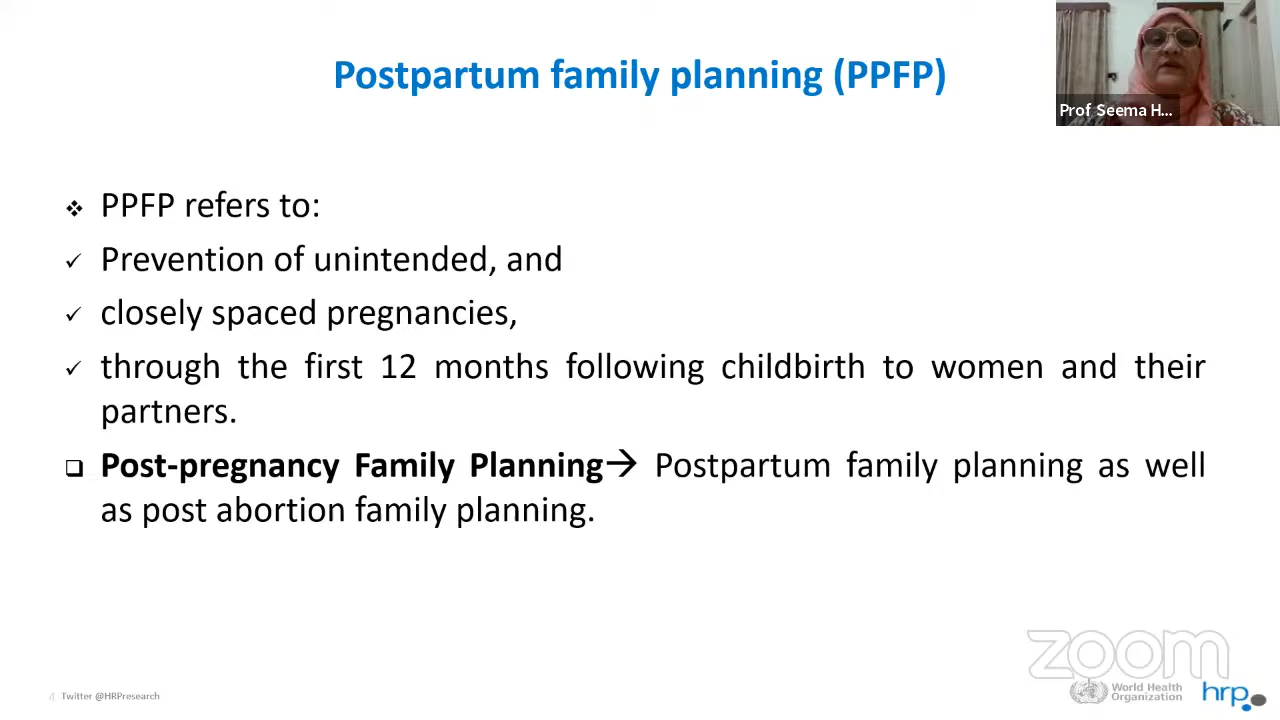 Postpartum family planning (PPFP)
Prof Seema H...
❖ PPFP refers to:
✓ Prevention of unintended, and
✓ closely spaced pregnancies,
✓ through the first 12 months following childbirth to women and their
partners.
❑ Post-pregnancy Family Planning→ Postpartum family planning as well
as post abortion family planning.
zoom
4 Twitter @HRPresearch
World Health
Organization
hrp